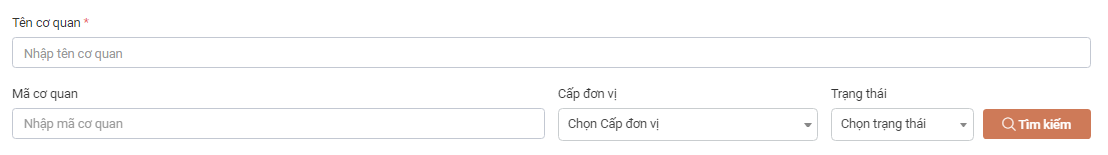 Tên cơ quan *
Nhập tên cơ quan
Mã cơ quan
Cấp đơn vị
Trạng thái
Nhập mã cơ quan
Chọn Cấp đơn vị
Chọn trạng thái
Tìm kiếm